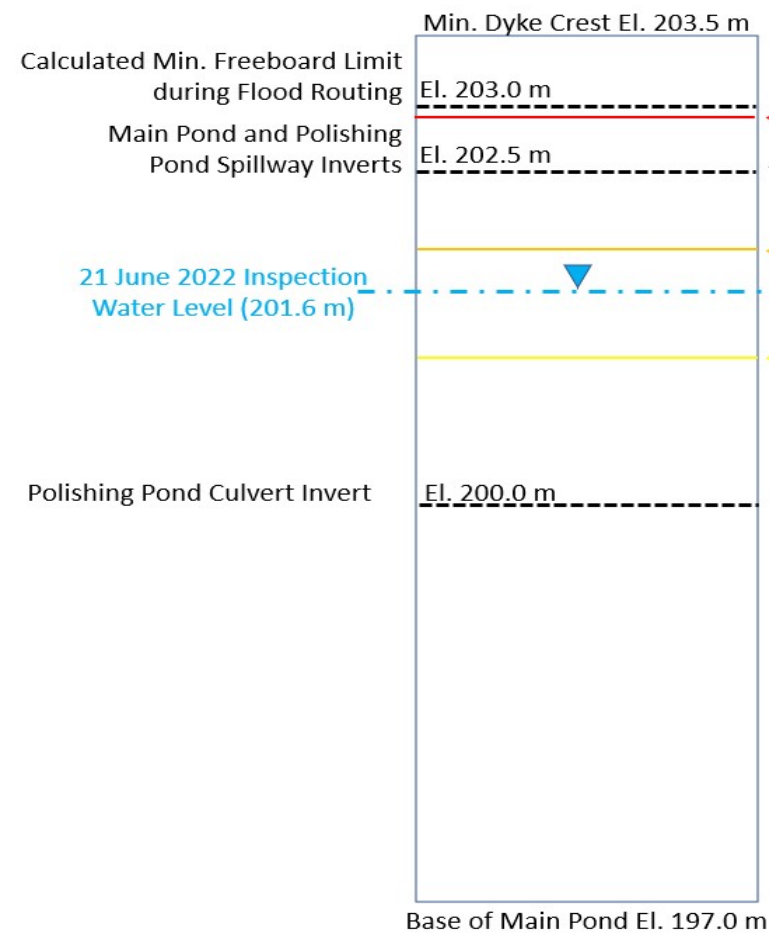 Min. Dyke Crest El. 203.5 m
Calculated Min. Freeboard Limit
during Flood Routing
El. 203.0 m
Main Pond and Polishing
Pond Spillway Inverts
El. 202.5 m
21 June 2022 Inspection
Water Level (201.6 m)
Polishing Pond Culvert Invert
El. 200.0 m
Base of Main Pond El. 197.0 m